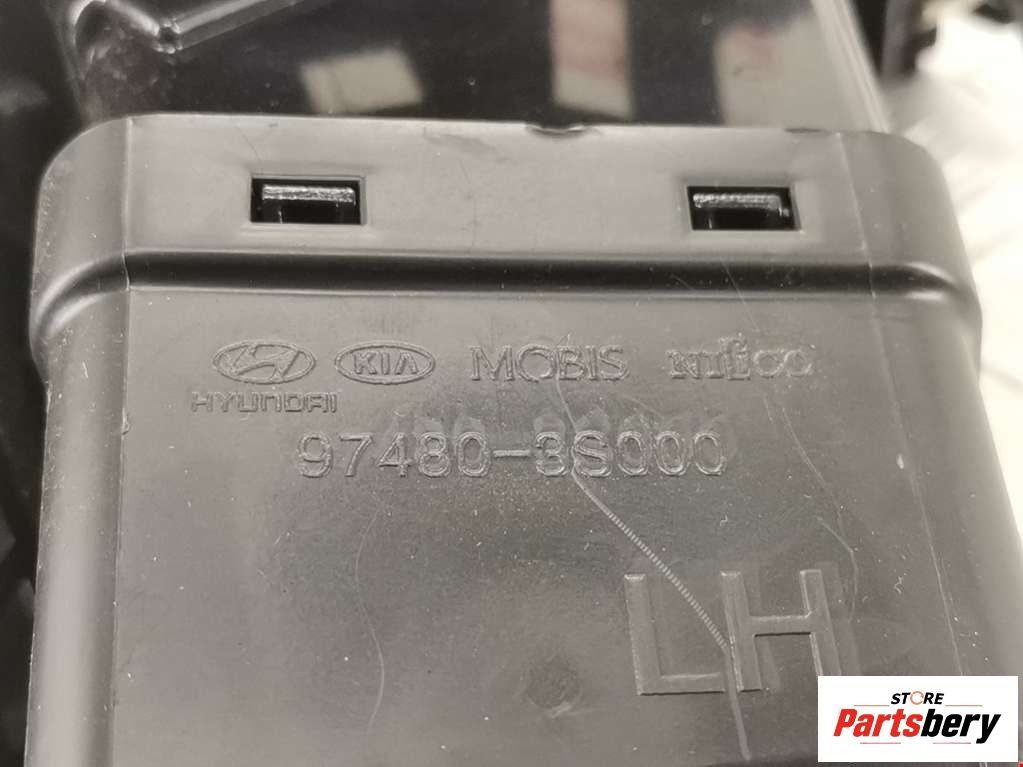 KIA MOBIS
HYUNDAI
97480-3S000
LH
STORE
Partsbery